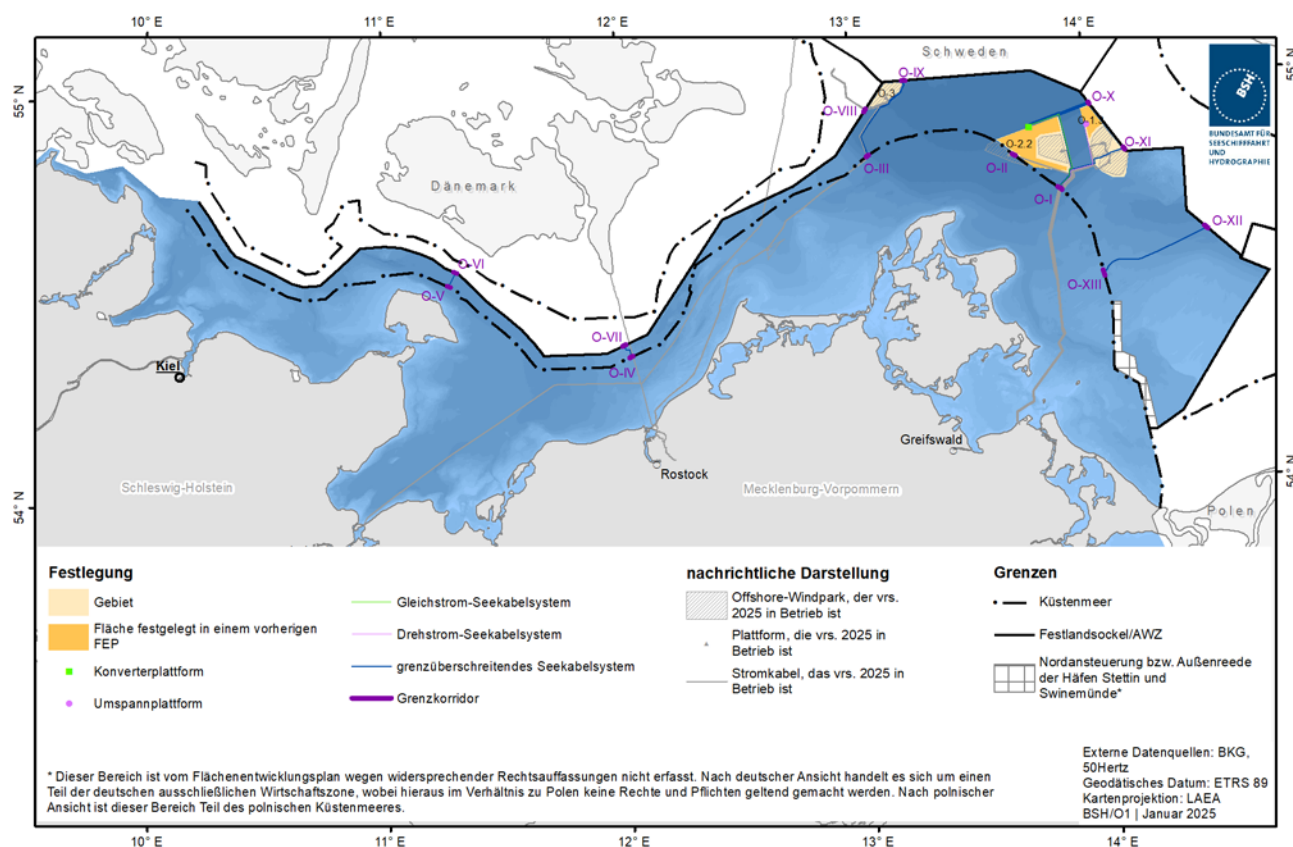 10° E
11° E
12° E
13° E
14° E
55° N
55° N
54° N
54° N
Schweden
Dänemark
Polen
O-IX
O-3
O-VIII
O-X
O-1.3
O-XI
O-2.2
O-III
O-II
O-I
O-XII
O-XIII
O-VI
O-V
O-VII
O-IV
Kiel
Greifswald
Rostock
Schleswig-Holstein
Mecklenburg-Vorpommern
BSH
BUNDESAMT FÜR
SEESCHIFFFAHRT
UND
HYDROGRAPHIE
Festlegung
Gebiet
Fläche festgelegt in einem vorherigen
FEP
Konverterplattform
Umspannplattform
Gleichstrom-Seekabelsystem
Drehstrom-Seekabelsystem
grenzüberschreitendes Seekabelsystem
Grenzkorridor
nachrichtliche Darstellung
Offshore-Windpark, der vrs.
2025 in Betrieb ist
Plattform, die vrs. 2025 in
Betrieb ist
Stromkabel, das vrs. 2025 in
Betrieb ist
Grenzen
Küstenmeer
Festlandsockel/AWZ
Nordansteuerung bzw. Außenreede
der Häfen Stettin und
Swinemünde*
* Dieser Bereich ist vom Flächenentwicklungsplan wegen widersprechender Rechtsauffassungen nicht erfasst. Nach deutscher Ansicht handelt es sich um einen
Teil der deutschen ausschließlichen Wirtschaftszone, wobei hieraus im Verhältnis zu Polen keine Rechte und Pflichten geltend gemacht werden. Nach polnischer
Ansicht ist dieser Bereich Teil des polnischen Küstenmeeres.
Externe Datenquellen: BKG,
50Hertz
Geodätisches Datum: ETRS 89
Kartenprojektion: LAEA
BSH/O1 | Januar 2025
10° E
11° E
12° E
13° E
14° E